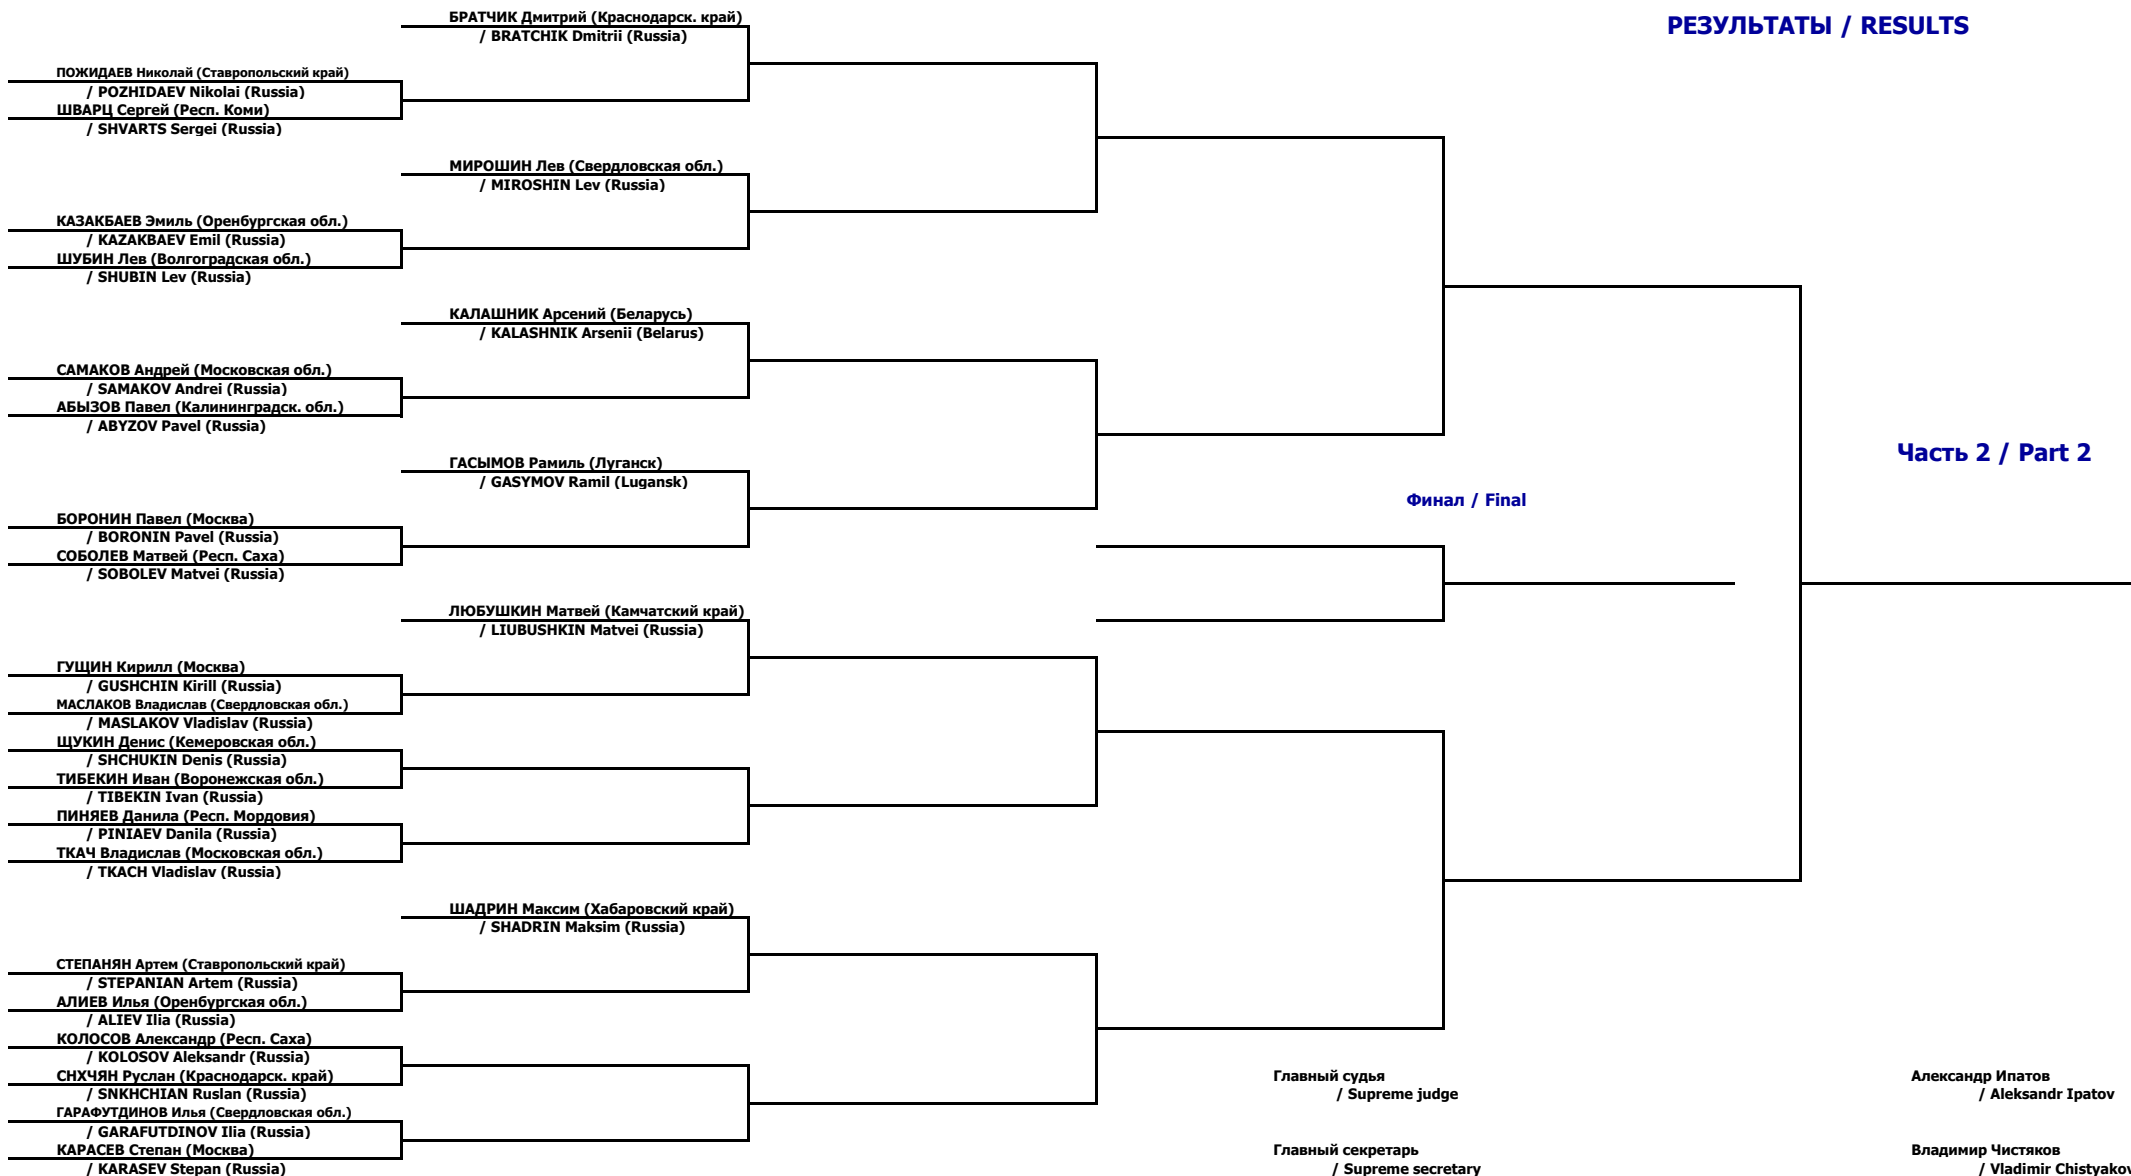 БРАТЧИК Дмитрий (Краснодарск. край)
/ BRATCHIK Dmitrii (Russia)
РЕЗУЛЬТАТЫ / RESULTS
ПОЖИДАЕВ Николай (Ставропольский край)
/ POZHIDAEV Nikolai (Russia)
ШВАРЦ Сергей (Респ. Коми)
/ SHVARTS Sergei (Russia)
МИРОШИН Лев (Свердловская обл.)
/ MIROSHIN Lev (Russia)
КАЗАКБАЕВ Эмиль (Оренбургская обл.)
/ KAZAKBAEV Emil (Russia)
ШУБИН Лев (Волгоградская обл.)
/ SHUBIN Lev (Russia)
КАЛАШНИК Арсений (Беларусь)
/ KALASHNIK Arsenii (Belarus)
САМАКОВ Андрей (Московская обл.)
/ SAMAKOV Andrei (Russia)
АБЫЗОВ Павел (Калининградск. обл.)
/ ABYZOV Pavel (Russia)
Часть 2 / Part 2
ГАСЫМОВ Рамиль (Луганск)
/ GASYMOV Ramil (Lugansk)
Финал / Final
БОРОНИН Павел (Москва)
/ BORONIN Pavel (Russia)
СОБОЛЕВ Матвей (Респ. Саха)
/ SOBOLEV Matvei (Russia)
ЛЮБУШКИН Матвей (Камчатский край)
/ LIUBUSHKIN Matvei (Russia)
ГУЩИН Кирилл (Москва)
/ GUSHCHIN Kirill (Russia)
МАСЛАКОВ Владислав (Свердловская обл.)
/ MASLAKOV Vladislav (Russia)
ЩУКИН Денис (Кемеровская обл.)
/ SHCHUKIN Denis (Russia)
ТИБЕКИН Иван (Воронежская обл.)
/ TIBEKIN Ivan (Russia)
ПИНЯЕВ Данила (Респ. Мордовия)
/ PINIAEV Danila (Russia)
ТКАЧ Владислав (Московская обл.)
/ TKACH Vladislav (Russia)
ШАДРИН Максим (Хабаровский край)
/ SHADRIN Maksim (Russia)
СТЕПАНЯН Артем (Ставропольский край)
/ STEPANIAN Artem (Russia)
АЛИЕВ Илья (Оренбургская обл.)
/ ALIEV Ilia (Russia)
КОЛОСОВ Александр (Респ. Саха)
/ KOLOSOV Aleksandr (Russia)
СНХЧЯН Руслан (Краснодарск. край)
/ SNKHCHIAN Ruslan (Russia)
ГАРАФУТДИНОВ Илья (Свердловская обл.)
/ GARAFUTDINOV Ilia (Russia)
КАРАСЕВ Степан (Москва)
/ KARASEV Stepan (Russia)
Главный судья
/ Supreme judge
Александр Ипатов
/ Aleksandr Ipatov
Главный секретарь
/ Supreme secretary
Владимир Чистяков
/ Vladimir Chistyakov